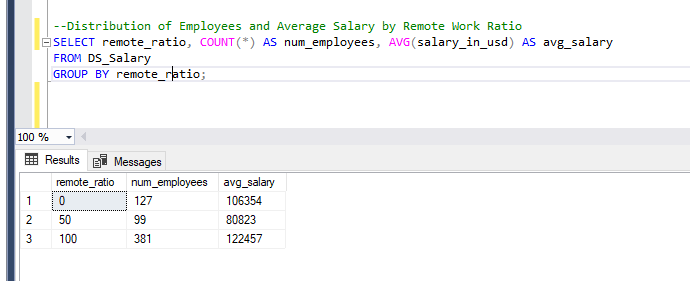 --Distribution of Employees and Average Salary by Remote Work Ratio
SELECT remote_ratio, COUNT(*) AS num_employees, AVG(salary_in_usd) AS avg_salary
FROM DS_Salary
GROUP BY remote_ratio;
100 %
Results Messages
remote_ratio num_employees avg_salary
1 0 127 106354
2 50 99 80823
3 100 381 122457